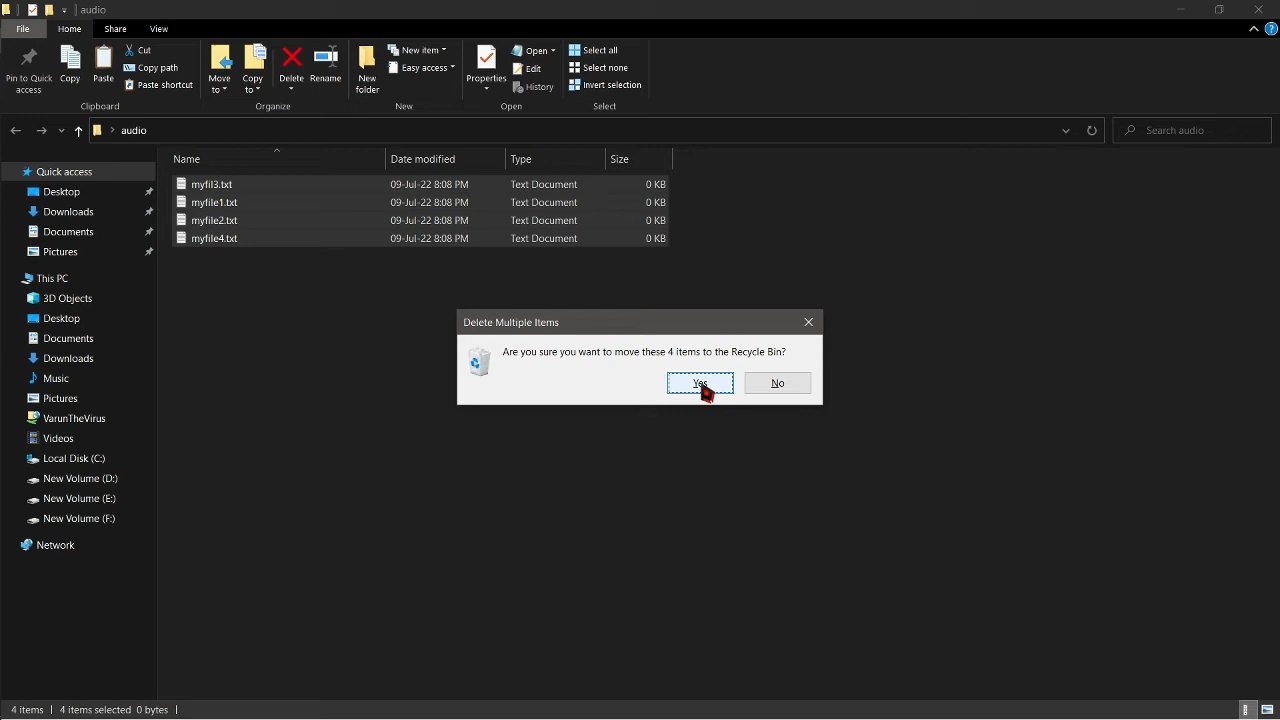 audio
File Home Share View
Pin to Quick access
Copy
Paste
Cut
Copy path
Paste shortcut
Clipboard
Move to
Copy to
Delete
Rename
Organize
New folder
New item
Easy access
New
Properties
Open
Edit
History
Open
Select all
Select none
Invert selection
Select
audio
Search audio
Name Date modified Type Size
myfil3.txt 09-Jul-22 8:08 PM Text Document 0 KB
myfile1.txt 09-Jul-22 8:08 PM Text Document 0 KB
myfile2.txt 09-Jul-22 8:08 PM Text Document 0 KB
myfile4.txt 09-Jul-22 8:08 PM Text Document 0 KB
Quick access
Desktop
Downloads
Documents
Pictures
This PC
3D Objects
Desktop
Documents
Downloads
Music
Pictures
VarunTheVirus
Videos
Local Disk (C:)
New Volume (D:)
New Volume (E:)
New Volume (F:)
Network
Delete Multiple Items
Are you sure you want to move these 4 items to the Recycle Bin?
Yes No
4 items 4 items selected 0 bytes